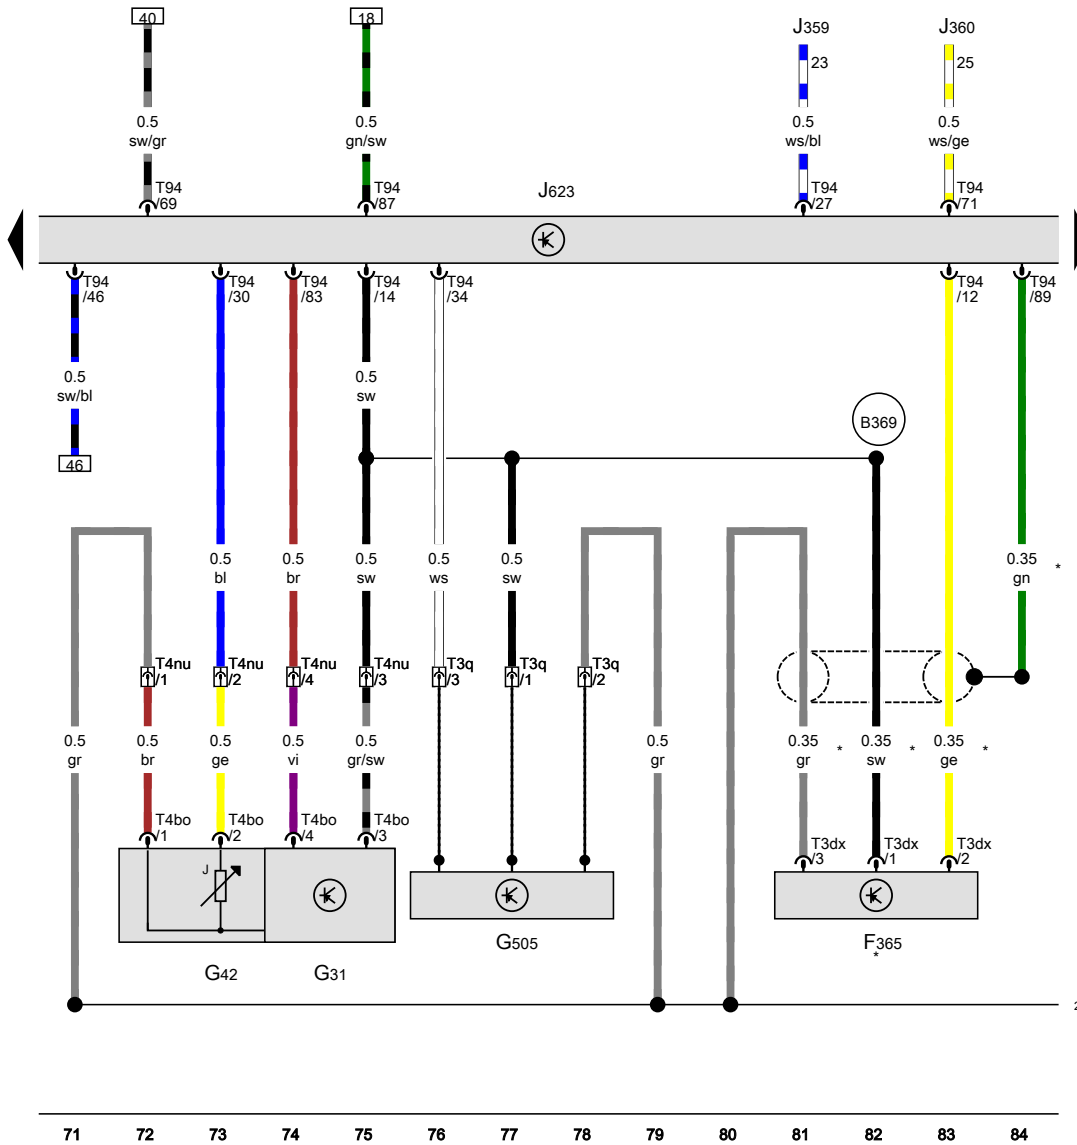 40
18
J359
J360
23
25
0.5
sw/gr
0.5
gn/sw
0.5
ws/bl
0.5
ws/ge
T94
/69
T94
/87
J623
T94
/27
T94
/71
T94
/46
T94
/30
T94
/83
T94
/14
T94
/34
T94
/12
T94
/89
0.5
sw/bl
0.5
sw
B369
46
0.5
bl
0.5
br
0.5
sw
0.5
ws
0.5
sw
0.35
gn
*
T4nu
/1
T4nu
/2
T4nu
/4
T4nu
/3
T3q
/3
T3q
/1
T3q
/2
0.5
gr
0.5
br
0.5
ge
0.5
vi
0.5
gr/sw
0.5
gr
0.35
gr
*
0.35
sw
*
0.35
ge
*
T4bo
/1
T4bo
/2
T4bo
/4
T4bo
/3
T3dx
/3
T3dx
/1
T3dx
/2
J
G42
G31
G505
F365
*
2
71 72 73 74 75 76 77 78 79 80 81 82 83 84